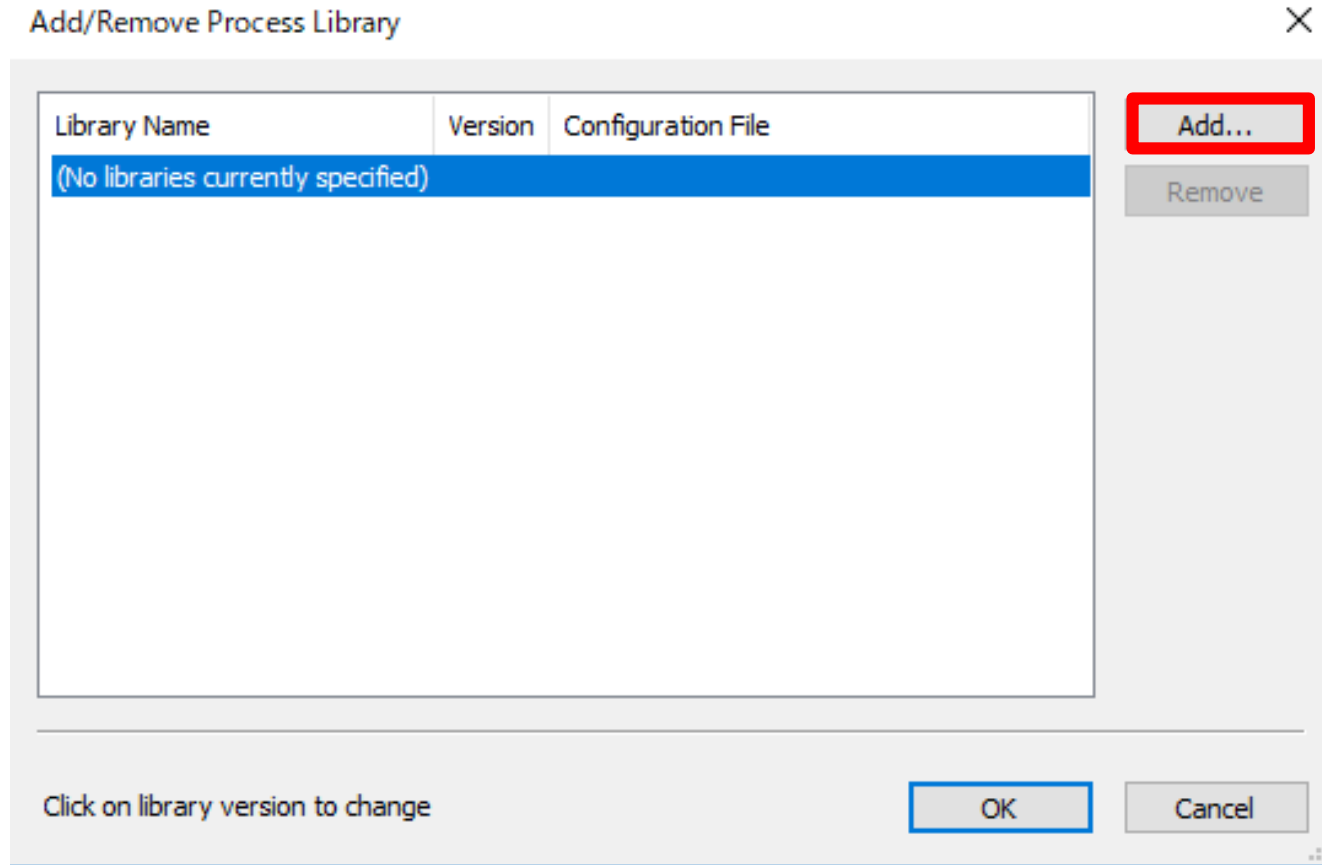 Add/Remove Process Library
Library Name Version Configuration File
Add...
(No libraries currently specified)
Remove
Click on library version to change
OK
Cancel